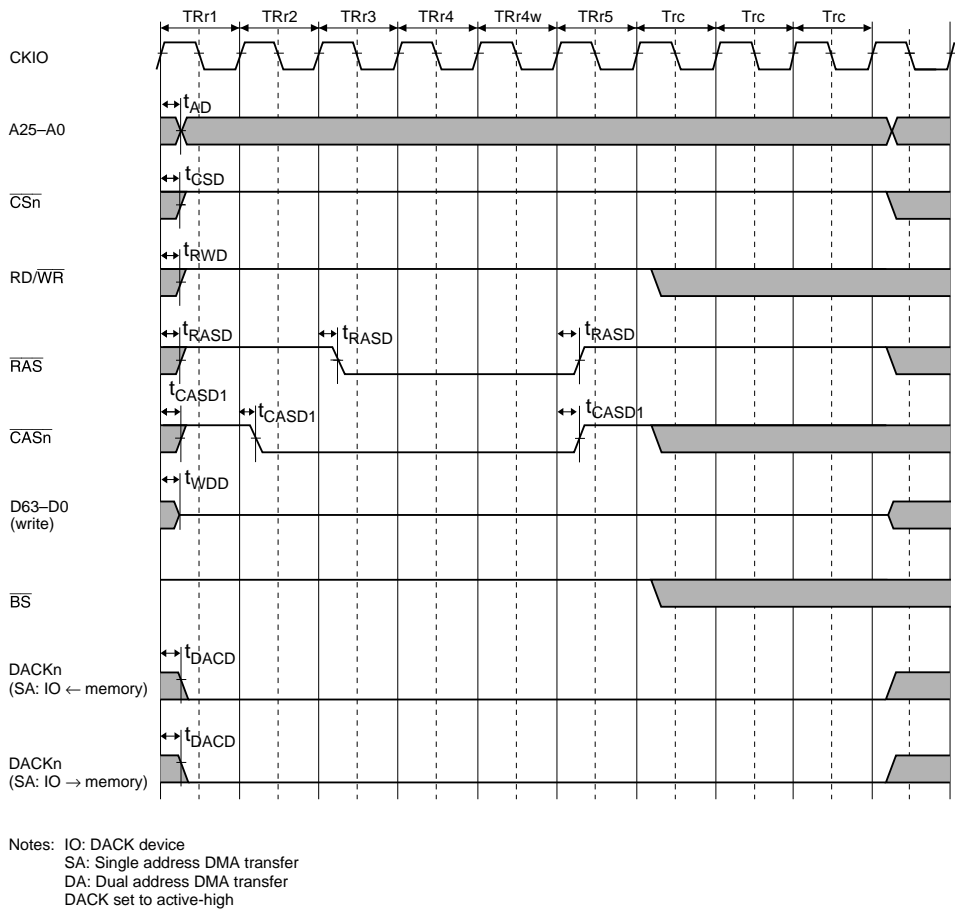 TRr1 TRr2 TRr3 TRr4 TRr4w TRr5 Trc Trc Trc
CKIO
tAD
A25–A0
tCSD
CSn
tRWD
RD/WR
tRASD tRASD tRASD
RAS
tCASD1 tCASD1 tCASD1
CASn
tWDD
D63–D0
(write)
BS
tDACD
DACKn
(SA: IO ← memory)
tDACD
DACKn
(SA: IO → memory)
Notes: IO: DACK device
SA: Single address DMA transfer
DA: Dual address DMA transfer
DACK set to active-high